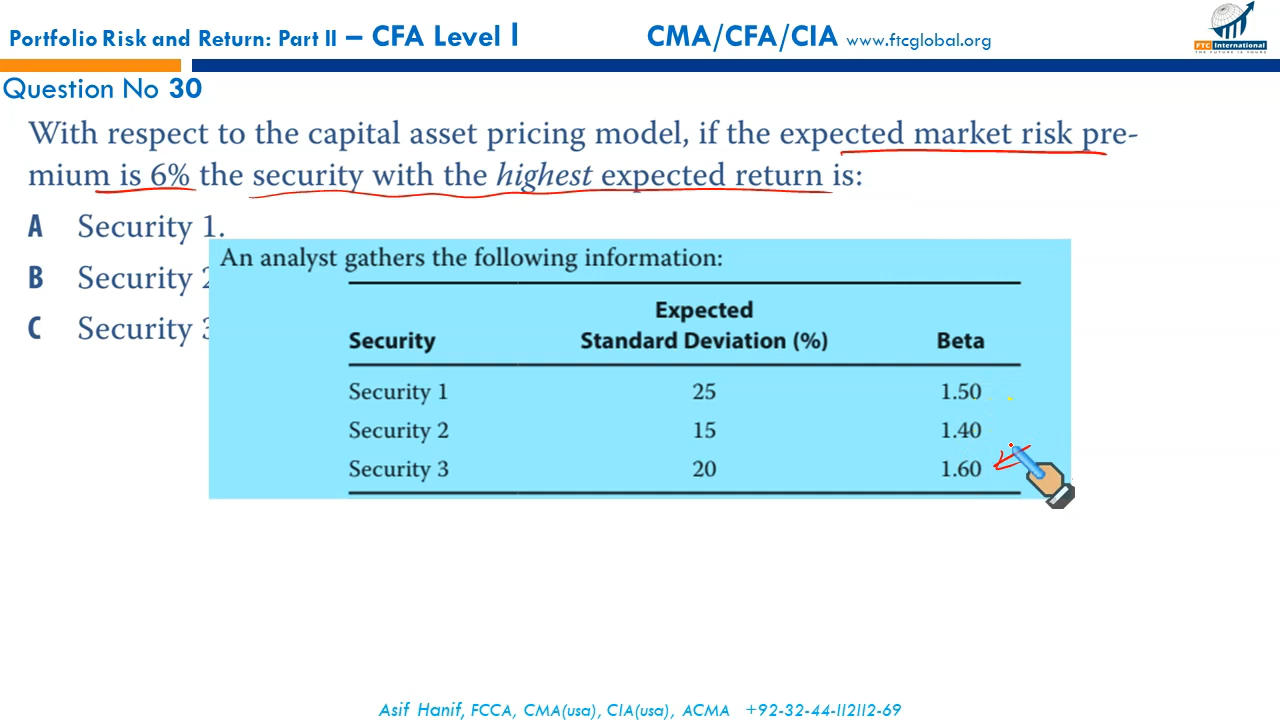 Portfolio Risk and Return: Part II – CFA Level I CMA/CFA/CIA www.ftcglobal.org
FTC International
Question No 30
With respect to the capital asset pricing model, if the expected market risk pre-
mium is 6% the security with the highest expected return is:
A Security 1.
B Security 2
C Security 3
An analyst gathers the following information:
Expected
Security Standard Deviation (%) Beta
Security 1 25 1.50
Security 2 15 1.40
Security 3 20 1.60
Asif Hanif, FCCA, CMA(usa), CIA(usa), ACMA +92-32-44-112112-69